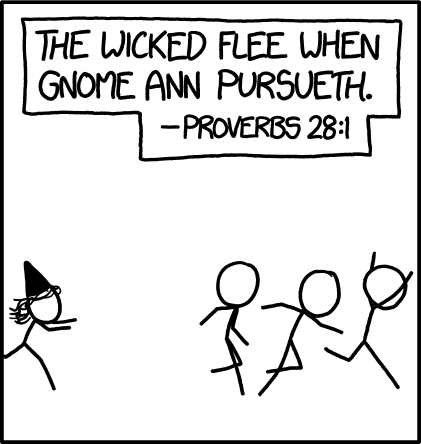 THE WICKED FLEE WHEN
GNOME ANN PURSUETH.
—PROVERBS 28:1